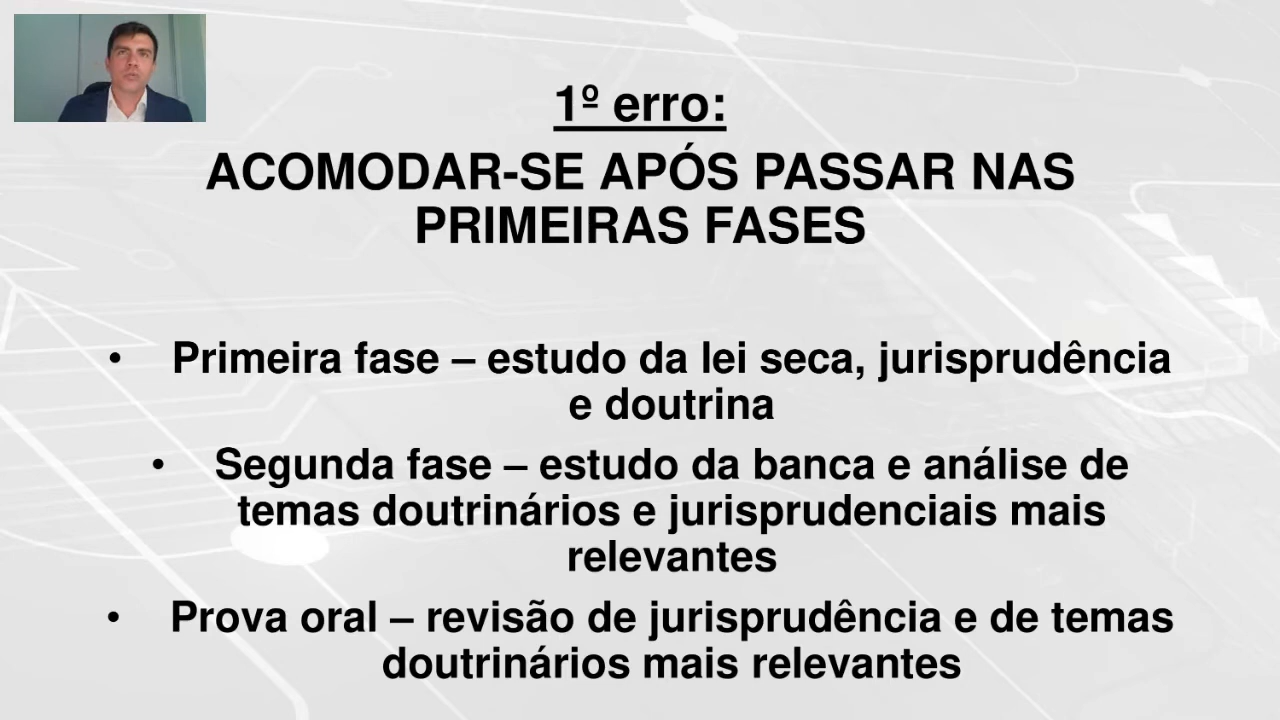 1º erro:
ACOMODAR-SE APÓS PASSAR NAS
PRIMEIRAS FASES
• Primeira fase – estudo da lei seca, jurisprudência
e doutrina
• Segunda fase – estudo da banca e análise de
temas doutrinários e jurisprudenciais mais
relevantes
• Prova oral – revisão de jurisprudência e de temas
doutrinários mais relevantes